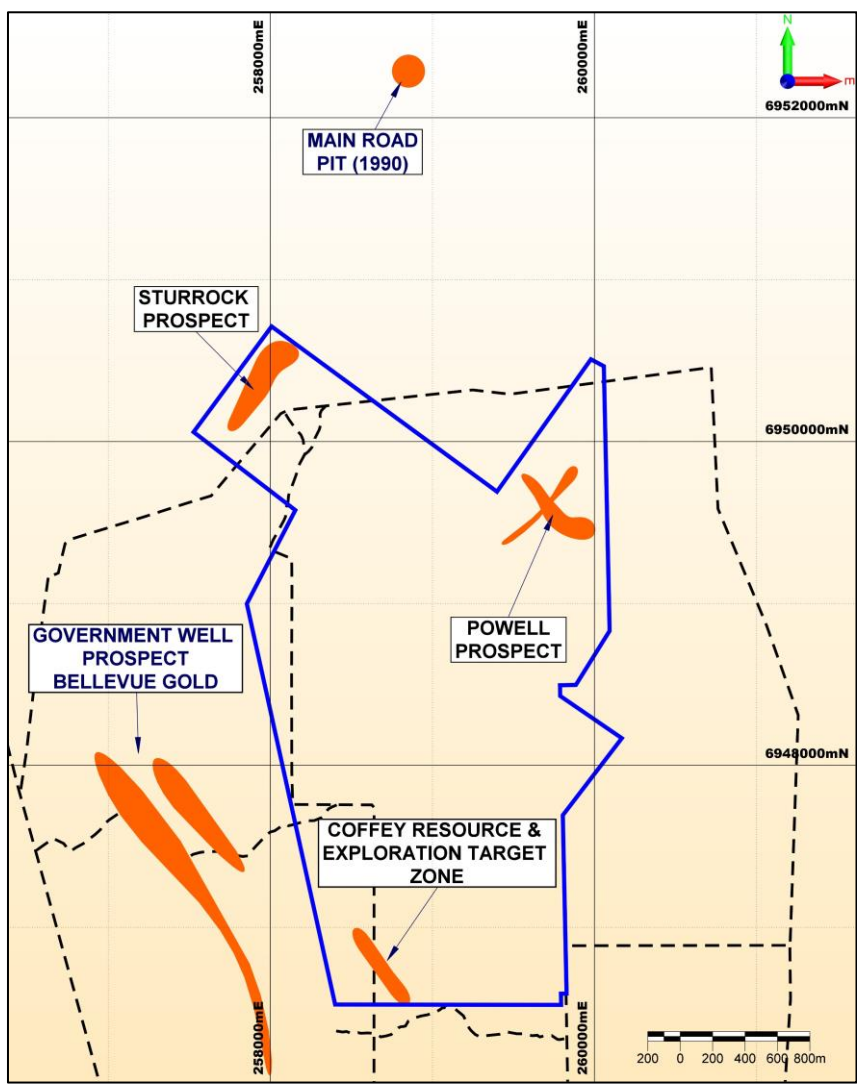 258000mE
260000mE
N
m
6952000mN
MAIN ROAD
PIT (1990)
STURROCK
PROSPECT
6950000mN
GOVERNMENT WELL
PROSPECT
BELLEVUE GOLD
POWELL
PROSPECT
6948000mN
COFFEY RESOURCE &
EXPLORATION TARGET
ZONE
258000mE
260000mE
200 0 200 400 600 800m